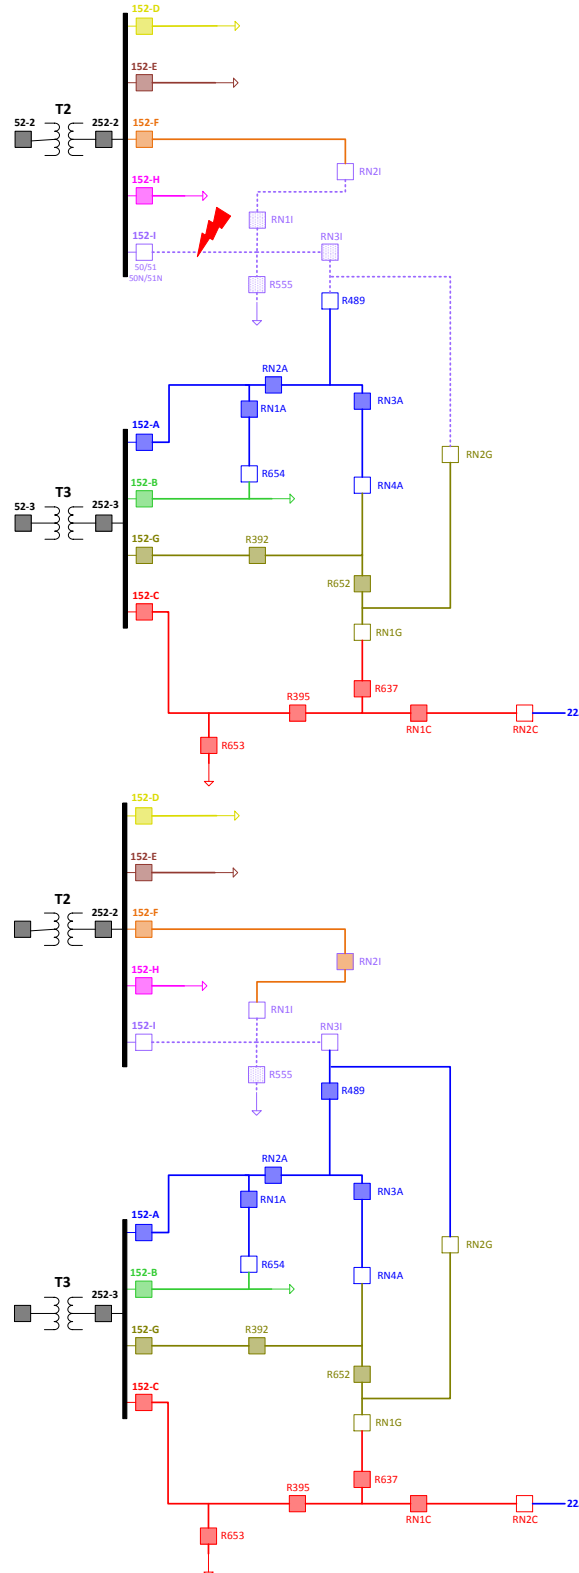 152-D
152-E
T2
52-2
252-2
152-F
RN2I
152-H
RN1I
152-I
RN3I
50/51
50N/51N
R555
R489
RN2A
RN1A
RN3A
152-A
RN2G
R654
RN4A
152-B
T3
52-3
252-3
152-G
R392
R652
152-C
RN1G
R637
R395
22
RN1C
RN2C
R653
152-D
152-E
T2
252-2
152-F
RN2I
152-H
RN1I
152-I
RN3I
R555
R489
RN2A
RN1A
RN3A
152-A
RN2G
R654
RN4A
152-B
T3
252-3
152-G
R392
R652
152-C
RN1G
R637
R395
22
RN1C
RN2C
R653